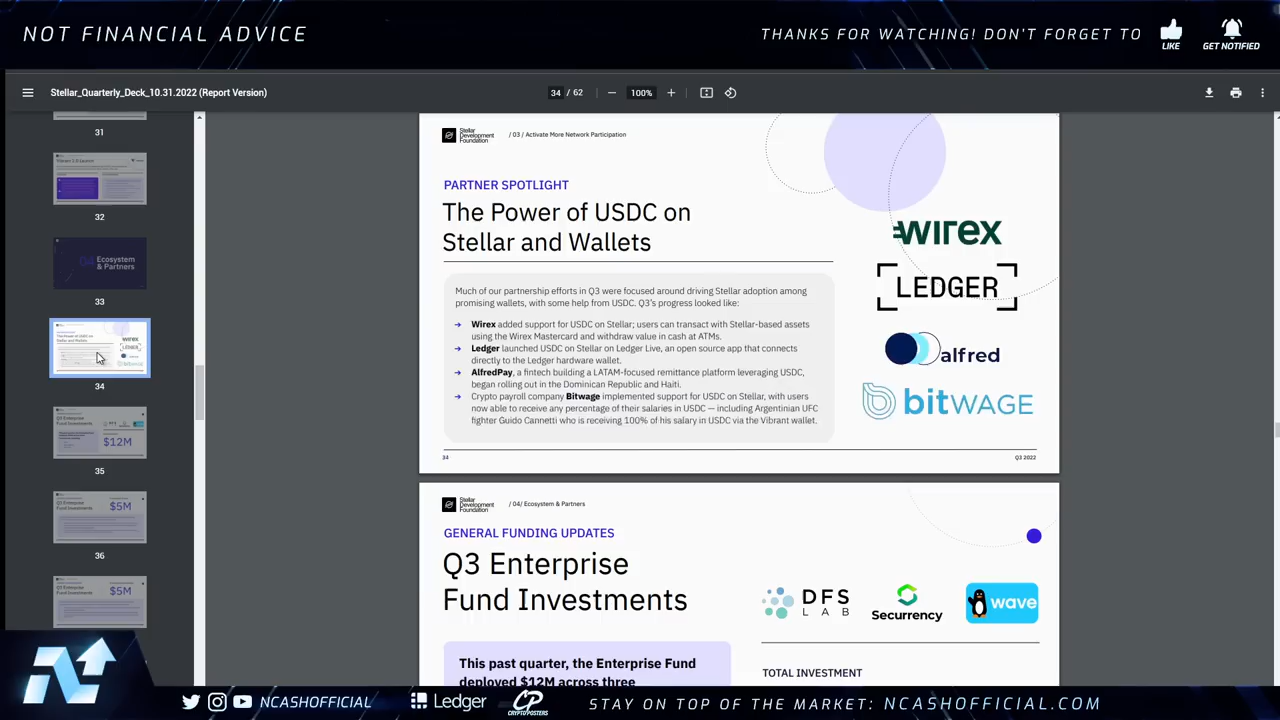 NOT FINANCIAL ADVICE
THANKS FOR WATCHING! DON'T FORGET TO
LIKE
GET NOTIFIED
Stellar_Quarterly_Deck_10.31.2022 (Report Version)
34 / 62
100%
31
32
04 Ecosystem
& Partners
33
34
$12M
35
$5M
36
$5M
Stellar
Development
Foundation
/ 03 / Activate More Network Participation
PARTNER SPOTLIGHT
The Power of USDC on
Stellar and Wallets
Much of our partnership efforts in Q3 were focused around driving Stellar adoption among
promising wallets, with some help from USDC. Q3's progress looked like:
Wirex added support for USDC on Stellar; users can transact with Stellar-based assets
using the Wirex Mastercard and withdraw value in cash at ATMs.
Ledger launched USDC on Stellar on Ledger Live, an open source app that connects
directly to the Ledger hardware wallet.
AlfredPay, a fintech building a LATAM-focused remittance platform leveraging USDC,
began rolling out in the Dominican Republic and Haiti.
Crypto payroll company Bitwage implemented support for USDC on Stellar, with users
now able to receive any percentage of their salaries in USDC — including Argentinian UFC
fighter Guido Cannetti who is receiving 100% of his salary in USDC via the Vibrant wallet.
wirex
LEDGER
alfred
bitWAGE
34
Q3 2022
Stellar
Development
Foundation
/ 04/ Ecosystem & Partners
GENERAL FUNDING UPDATES
Q3 Enterprise
Fund Investments
DFS
LAB
Securrency
wave
This past quarter, the Enterprise Fund
deployed $12M across three
TOTAL INVESTMENT
NCASHOFFICIAL
Ledger
CRYPTOPOSTERS
STAY ON TOP OF THE MARKET: NCASHOFFICIAL.COM